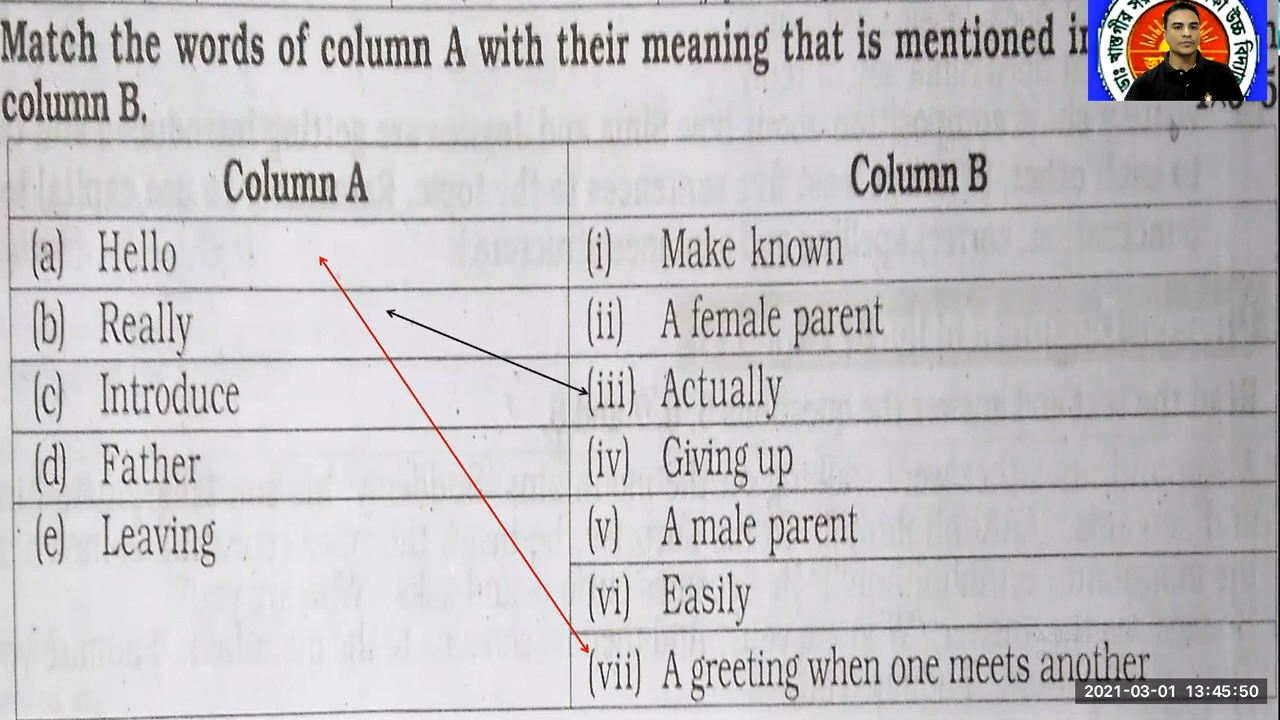 Match the words of column A with their meaning that is mentioned in
column B.
Column A Column B
(a) Hello (i) Make known
(b) Really (ii) A female parent
(c) Introduce (iii) Actually
(d) Father (iv) Giving up
(e) Leaving (v) A male parent
(vi) Easily
(vii) A greeting when one meets another
2021-03-01 13:45:50